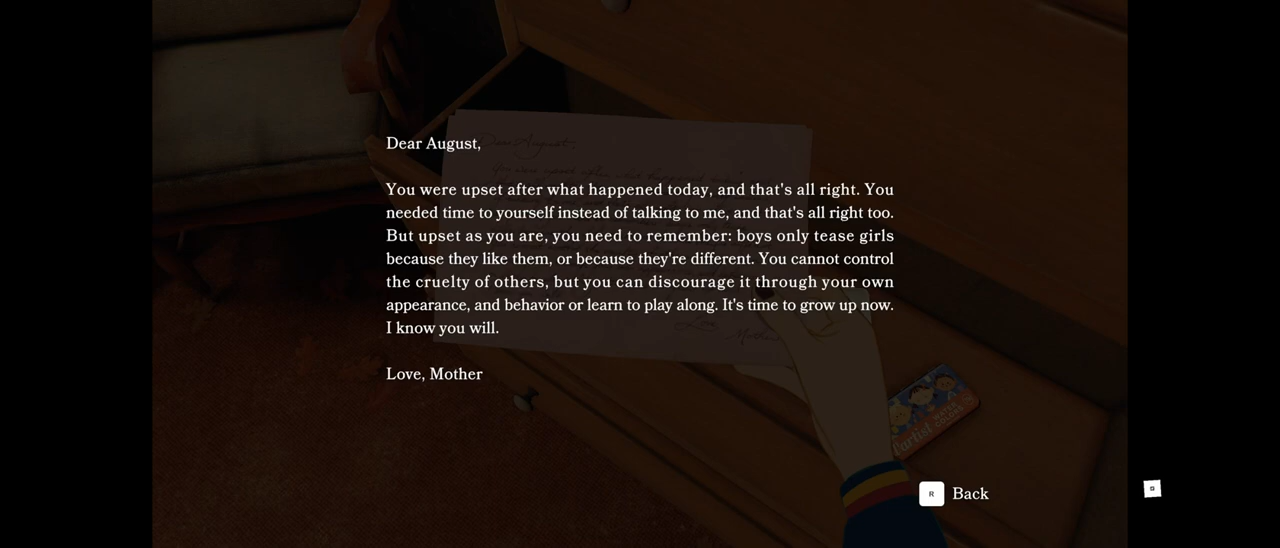 Dear August,
You were upset after what happened today, and that's all right. You
needed time to yourself instead of talking to me, and that's all right too.
But upset as you are, you need to remember: boys only tease girls
because they like them, or because they're different. You cannot control
the cruelty of others, but you can discourage it through your own
appearance, and behavior or learn to play along. It's time to grow up now.
I know you will.
Love, Mother
artist
WATER
COLORS
R Back